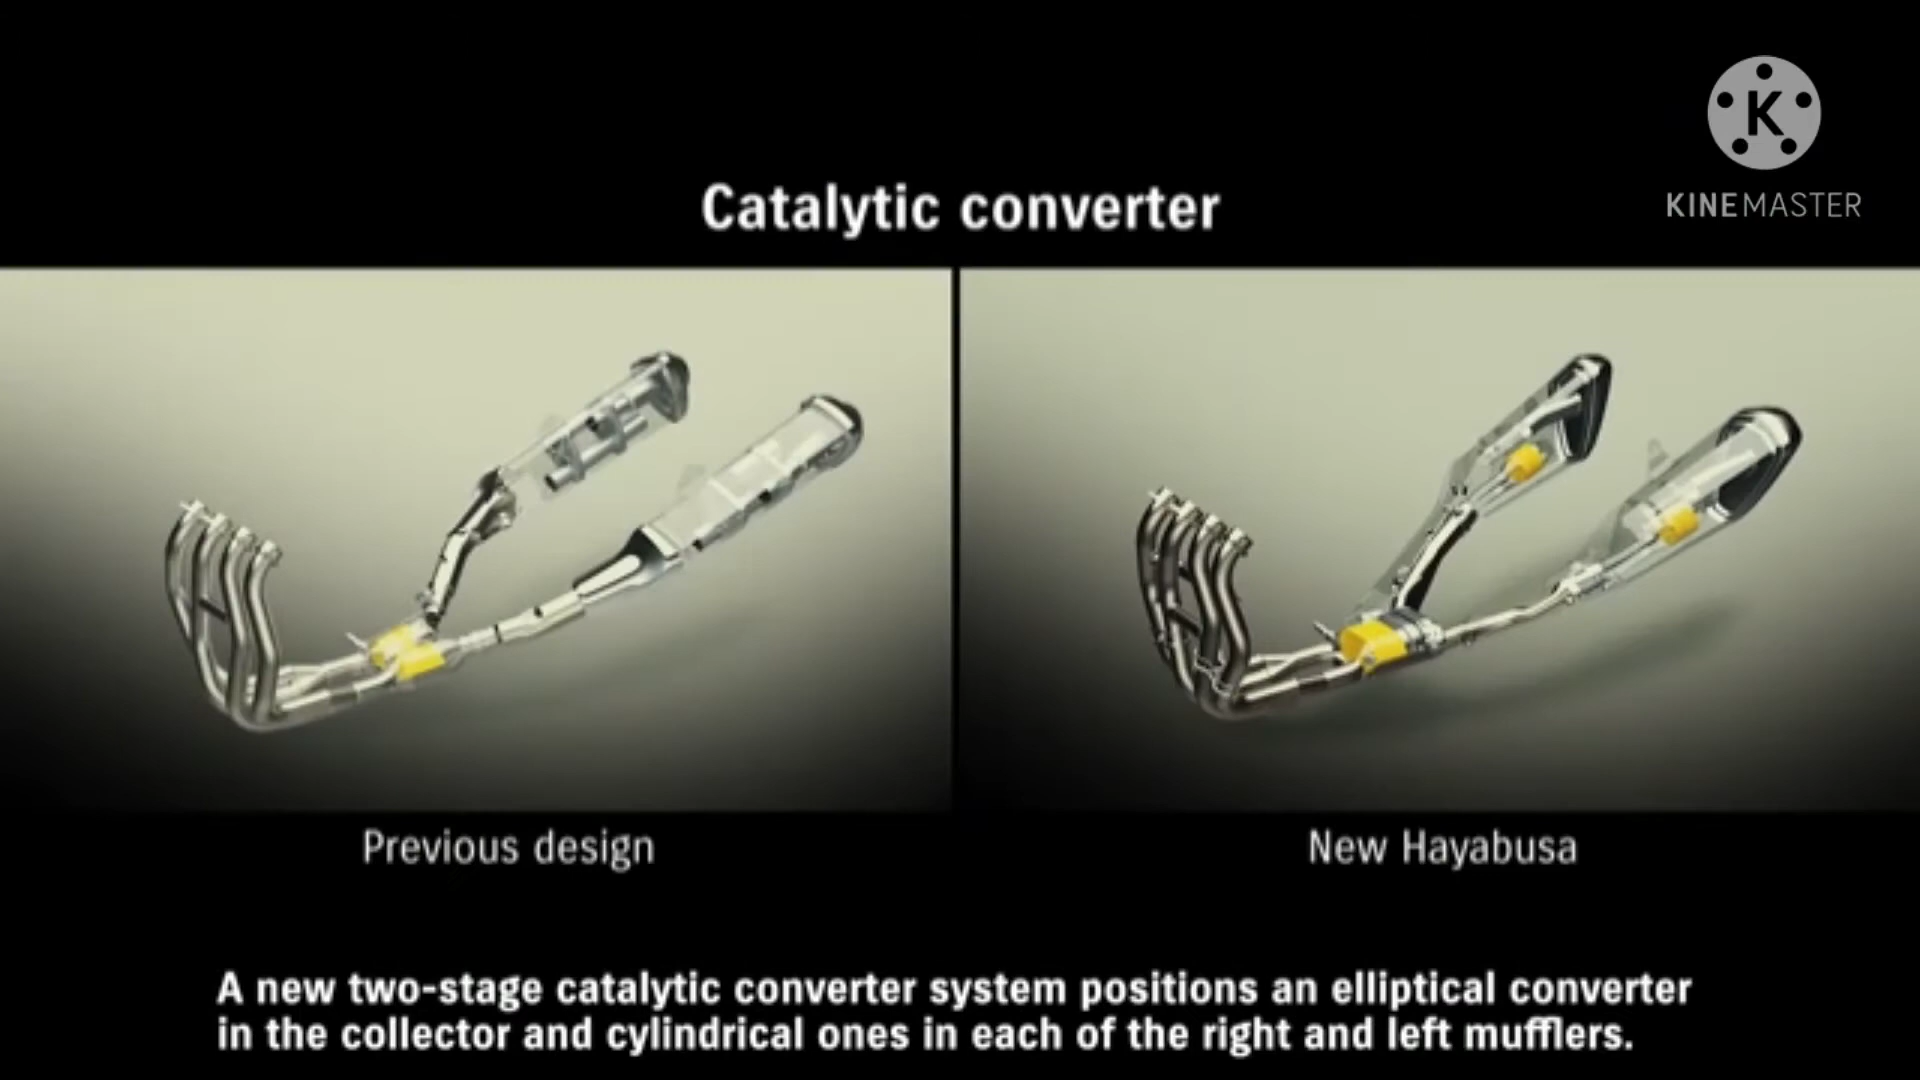 K
KINEMASTER
Catalytic converter
Previous design
New Hayabusa
A new two-stage catalytic converter system positions an elliptical converter
in the collector and cylindrical ones in each of the right and left mufflers.